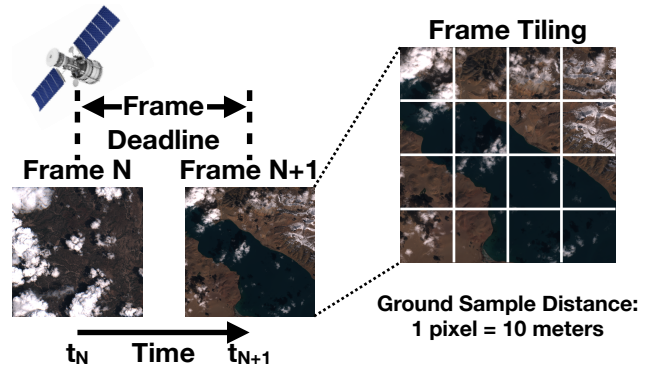 Frame Tiling
Frame
Deadline
Frame N
Frame N+1
Ground Sample Distance:
1 pixel = 10 meters
tN
Time
tN+1